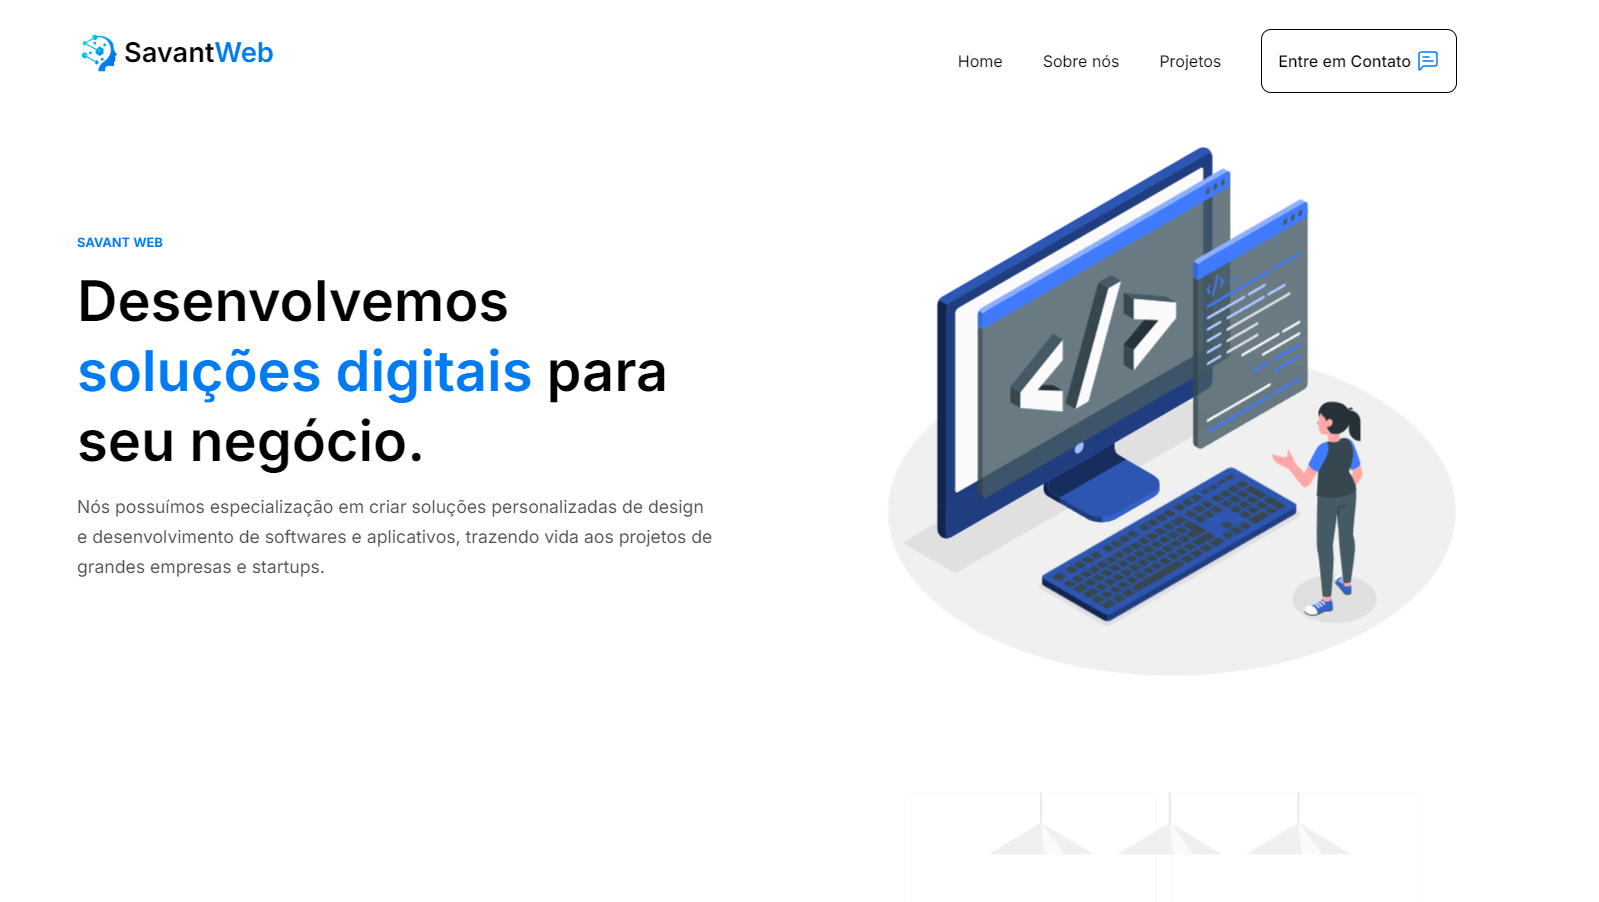 SavantWeb
Home
Sobre nós
Projetos
Entre em Contato
SAVANT WEB
Desenvolvemos
soluções digitais para
seu negócio.
Nós possuímos especialização em criar soluções personalizadas de design
e desenvolvimento de softwares e aplicativos, trazendo vida aos projetos de
grandes empresas e startups.
</>
</>